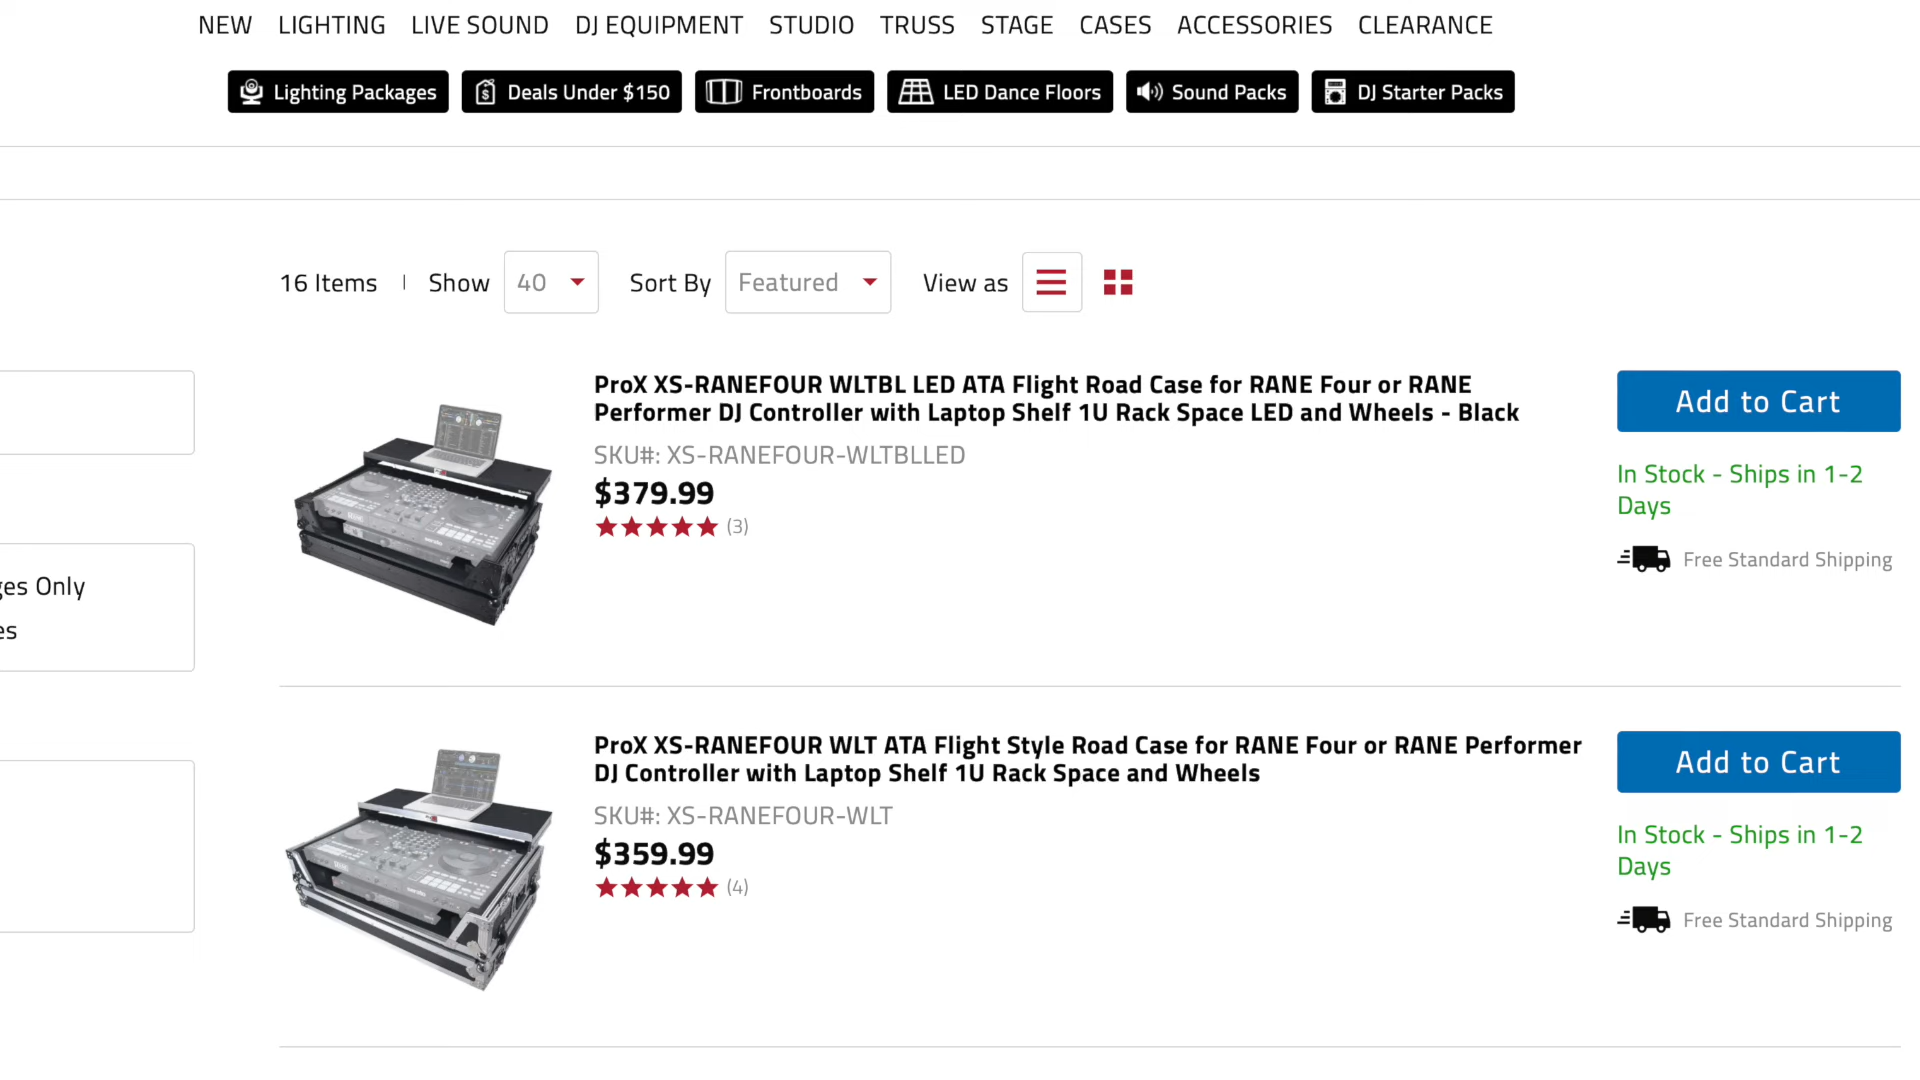 NEW LIGHTING LIVE SOUND DJ EQUIPMENT STUDIO TRUSS STAGE CASES ACCESSORIES CLEARANCE
Lighting Packages Deals Under $150 Frontboards LED Dance Floors Sound Packs DJ Starter Packs
16 Items | Show 40 Sort By Featured View as
ProX XS-RANEFOUR WLTBL LED ATA Flight Road Case for RANE Four or RANE
Performer DJ Controller with Laptop Shelf 1U Rack Space LED and Wheels - Black
SKU#: XS-RANEFOUR-WLTBLLED
$379.99
(3)
Add to Cart
In Stock - Ships in 1-2
Days
Free Standard Shipping
ges Only
es
ProX XS-RANEFOUR WLT ATA Flight Style Road Case for RANE Four or RANE Performer
DJ Controller with Laptop Shelf 1U Rack Space and Wheels
SKU#: XS-RANEFOUR-WLT
$359.99
(4)
Add to Cart
In Stock - Ships in 1-2
Days
Free Standard Shipping